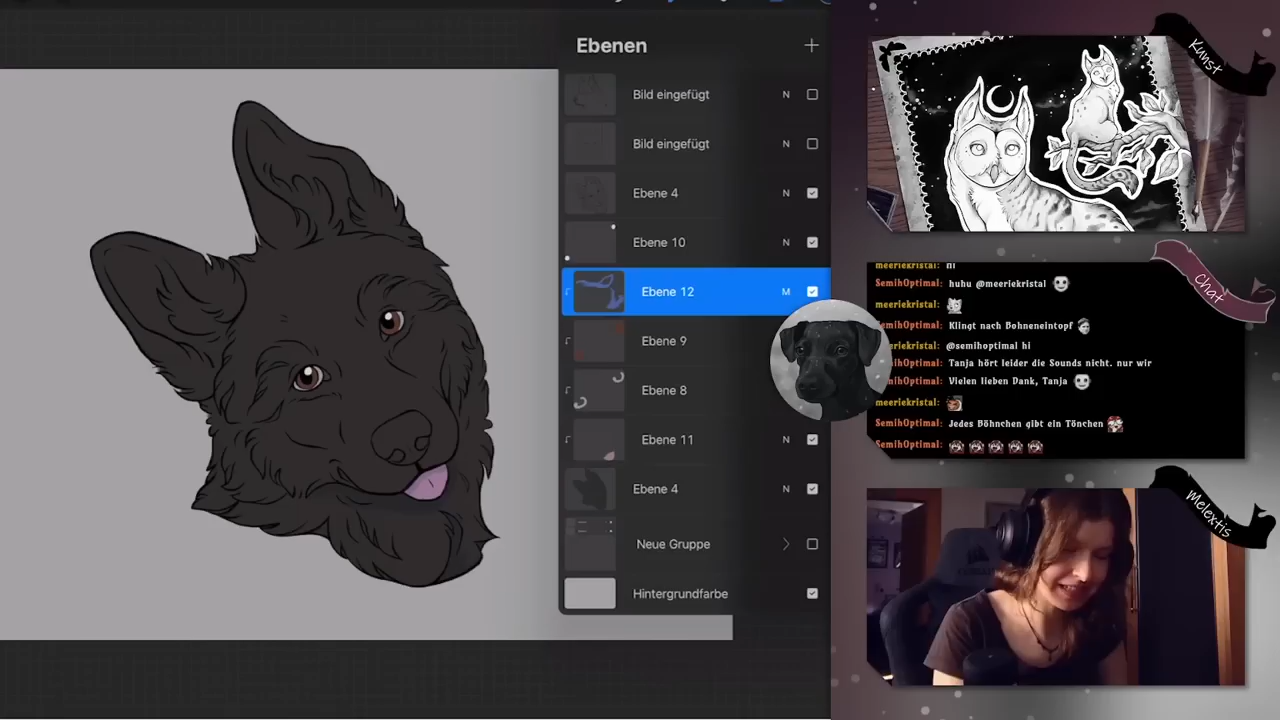 Ebenen
Bild eingefügt N
Bild eingefügt N
Ebene 4 N
Ebene 10 N
Ebene 12 M
Ebene 9
Ebene 8
Ebene 11 N
Ebene 4 N
Neue Gruppe
Hintergrundfarbe
Kunst
Chat
meeriekristal: hi
SemihOptimal: huhu @meeriekristal
meeriekristal:
SemihOptimal: Klingt nach Bohneneintopf
meeriekristal: @semihoptimal hi
SemihOptimal: Tanja hört leider die Sounds nicht. nur wir
SemihOptimal: Vielen lieben Dank, Tanja
meeriekristal:
SemihOptimal: Jedes Böhnchen gibt ein Tönchen
SemihOptimal:
Melextis